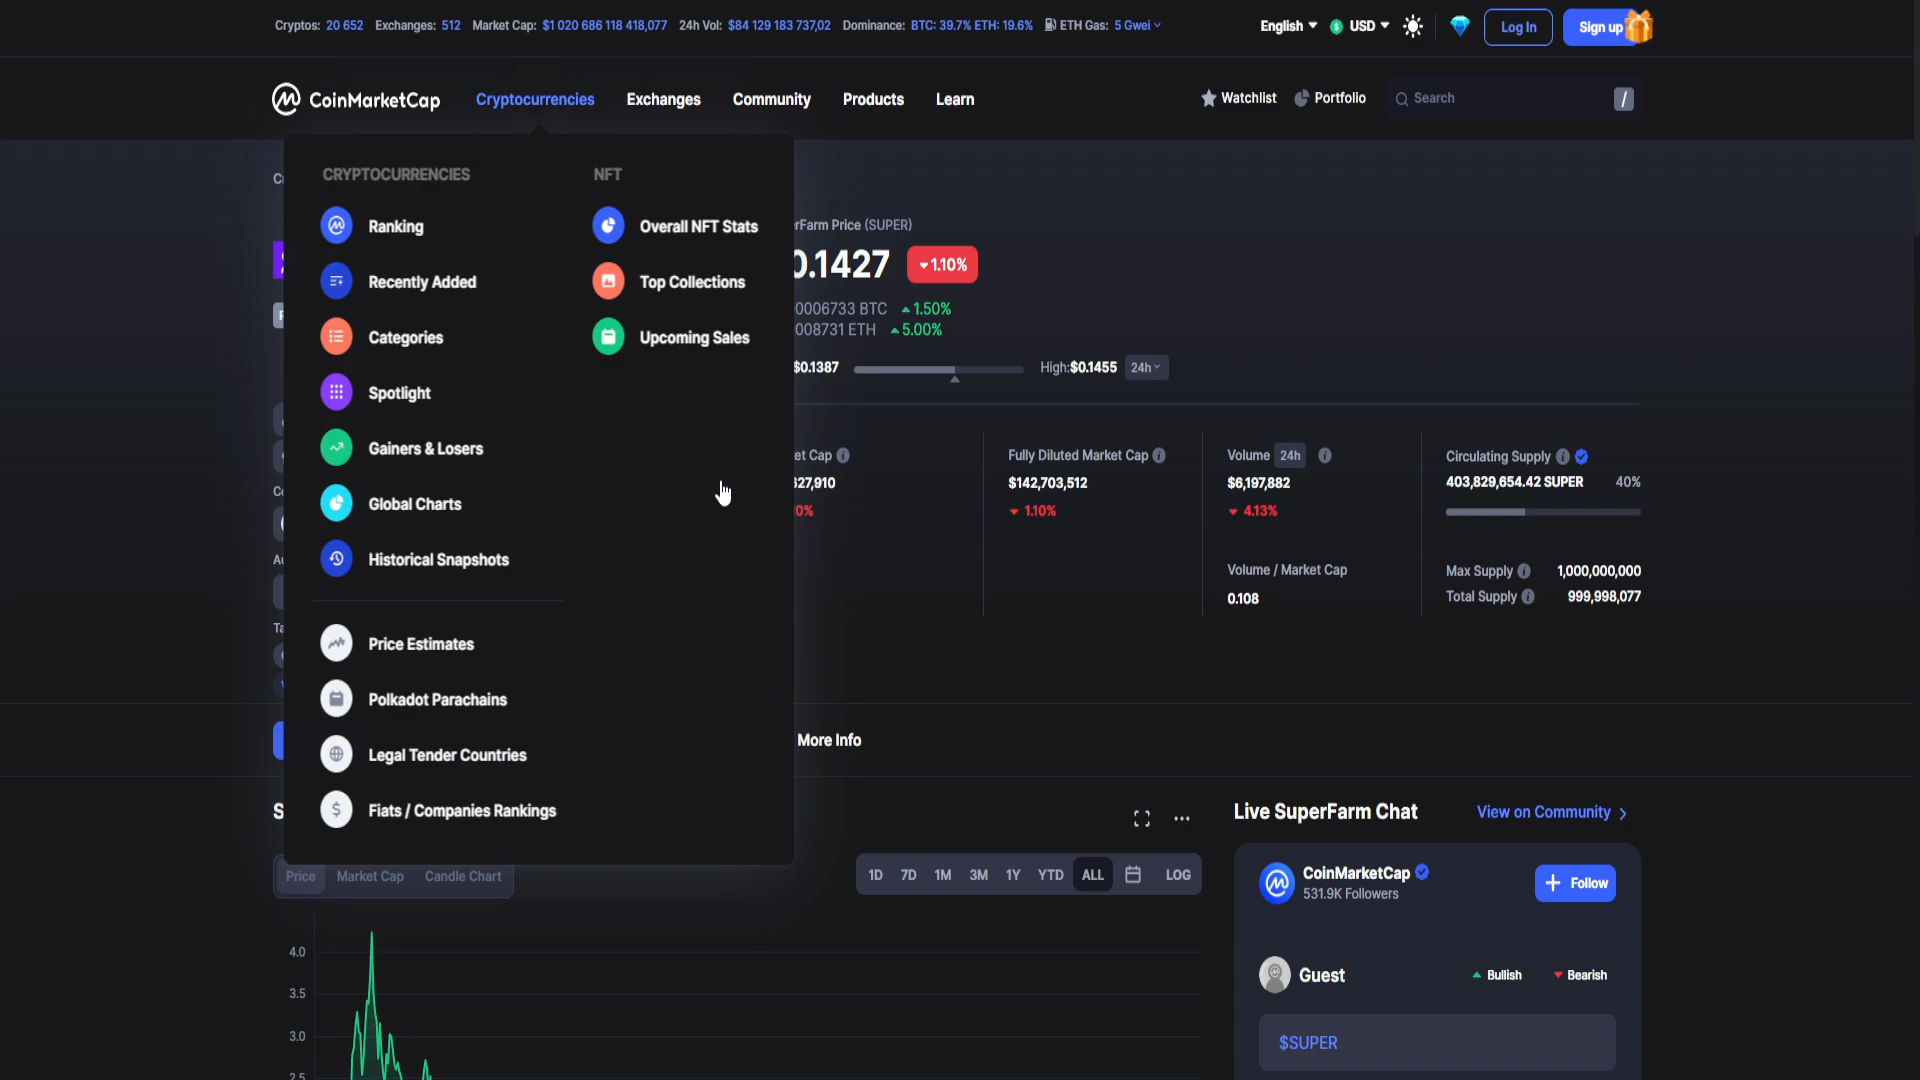 Cryptos: 20 652 Exchanges: 512 Market Cap: $1 020 686 118 418,077 24h Vol: $84 129 183 737,02 Dominance: BTC: 39.7% ETH: 19.6% ETH Gas: 5 Gwei
English USD Log In Sign up
CoinMarketCap Cryptocurrencies Exchanges Community Products Learn
Watchlist Portfolio Search /
CRYPTOCURRENCIES
Ranking
Recently Added
Categories
Spotlight
Gainers & Losers
Global Charts
Historical Snapshots
Price Estimates
Polkadot Parachains
Legal Tender Countries
Fiats / Companies Rankings
NFT
Overall NFT Stats
Top Collections
Upcoming Sales
rFarm Price (SUPER)
0.1427 1.10%
0006733 BTC 1.50%
008731 ETH 5.00%
$0.1387 High:$0.1455 24h
et Cap
627,910
0%
Fully Diluted Market Cap
$142,703,512
1.10%
Volume 24h
$6,197,882
4.13%
Volume / Market Cap
0.108
Circulating Supply
403,829,654.42 SUPER 40%
Max Supply 1,000,000,000
Total Supply 999,998,077
More Info
Price Market Cap Candle Chart
1D 7D 1M 3M 1Y YTD ALL LOG
4.0
3.5
3.0
2.5
Live SuperFarm Chat View on Community
CoinMarketCap
531.9K Followers
+ Follow
Guest Bullish Bearish
$SUPER